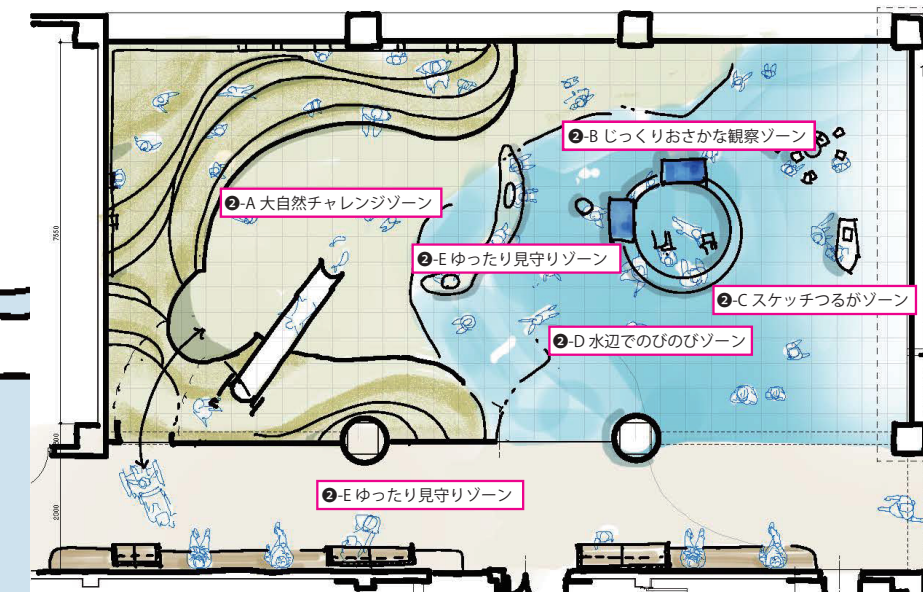 ❷-B じっくりおさかな観察ゾーン
❷-A 大自然チャレンジゾーン
❷-E ゆったり見守りゾーン
❷-C スケッチつるがゾーン
❷-D 水辺でのびのびゾーン
❷-E ゆったり見守りゾーン
7650
2000